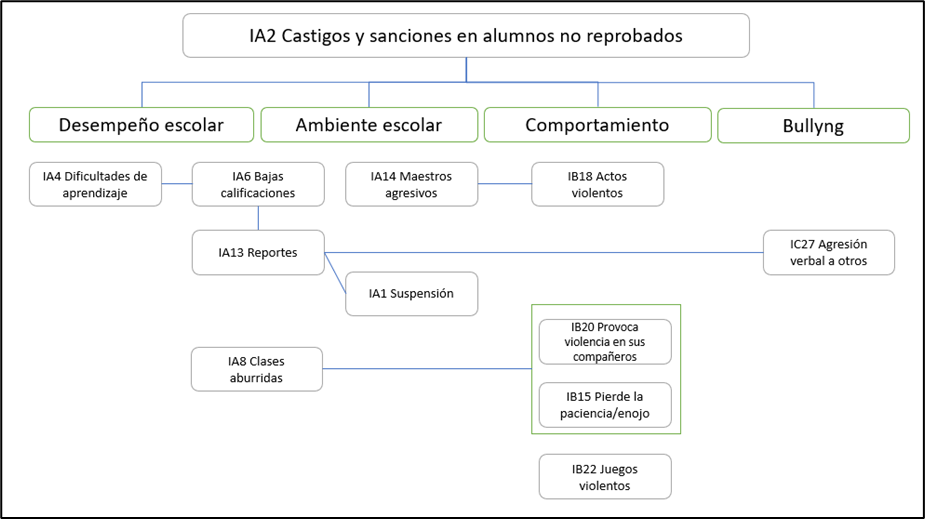 IA2 Castigos y sanciones en alumnos no reprobados
Desempeño escolar
Ambiente escolar
Comportamiento
Bullyng
IA4 Dificultades de
aprendizaje
IA6 Bajas
calificaciones
IA14 Maestros
agresivos
IB18 Actos
violentos
IA13 Reportes
IC27 Agresión
verbal a otros
IA1 Suspensión
IB20 Provoca
violencia en sus
compañeros
IA8 Clases
aburridas
IB15 Pierde la
paciencia/enojo
IB22 Juegos
violentos